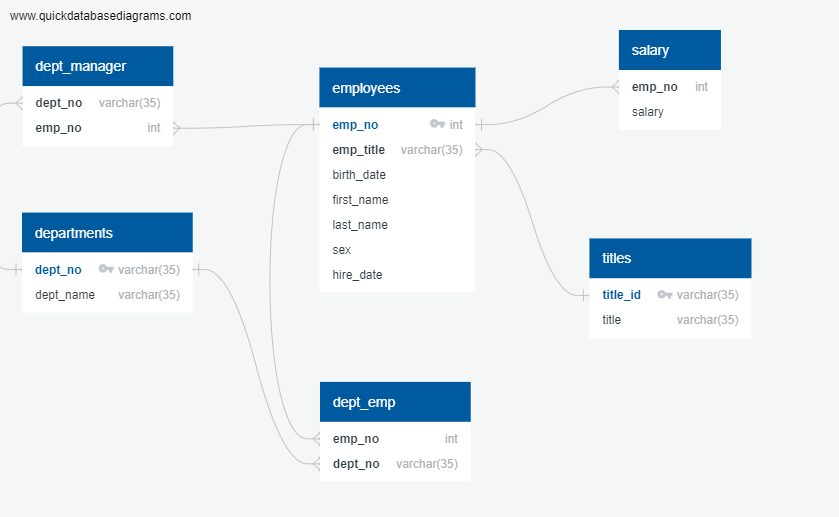 www.quickdatabasediagrams.com
dept_manager
dept_no varchar(35)
emp_no int
employees
emp_no int
emp_title varchar(35)
birth_date
first_name
last_name
sex
hire_date
salary
emp_no int
salary
departments
dept_no varchar(35)
dept_name varchar(35)
titles
title_id varchar(35)
title varchar(35)
dept_emp
emp_no int
dept_no varchar(35)